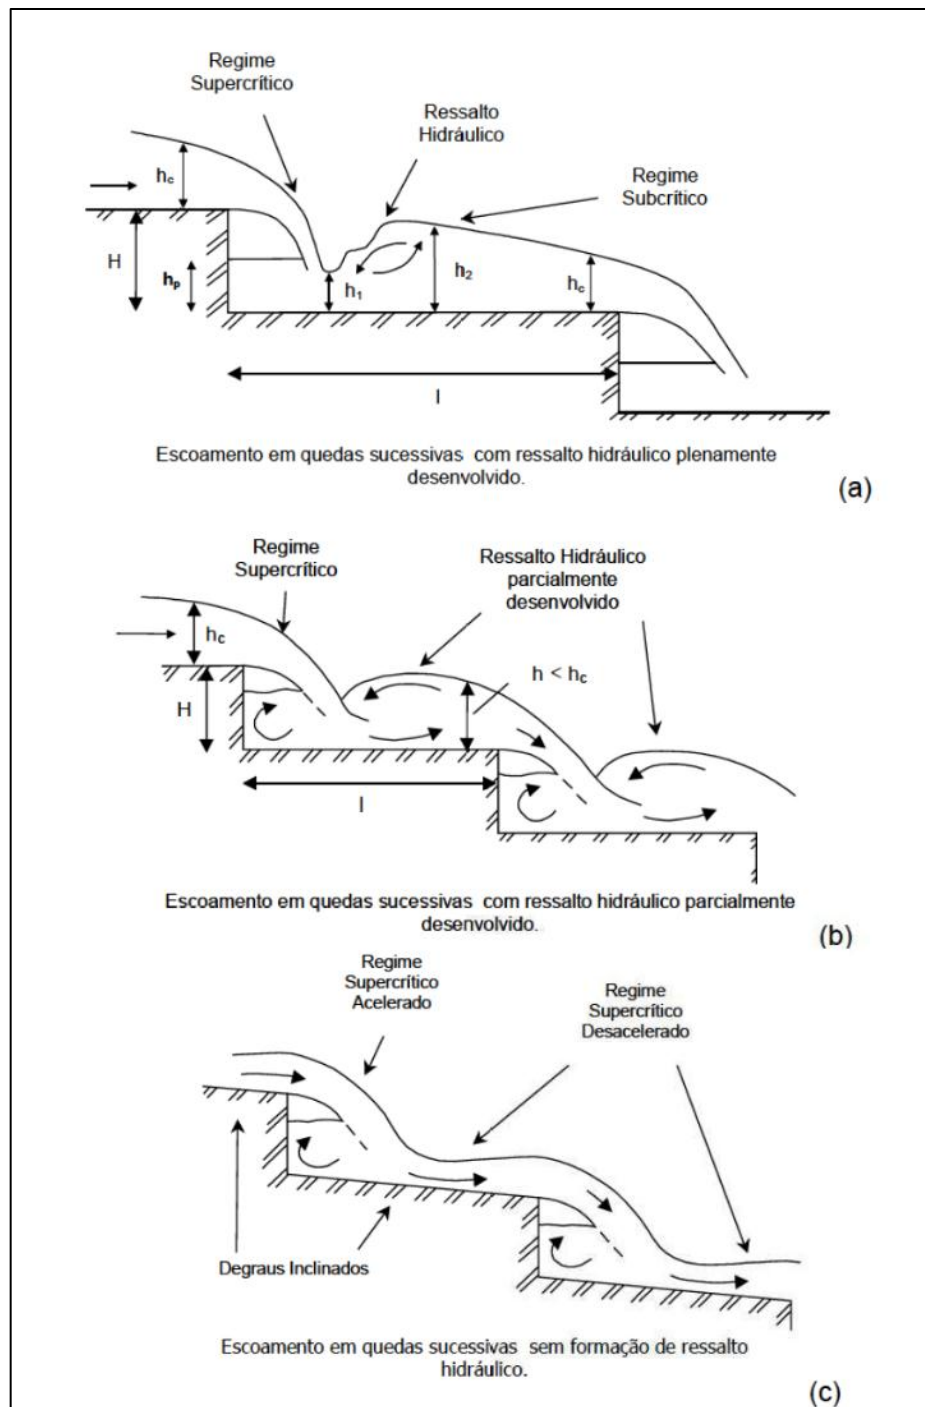 Regime
Supercrítico
Ressalto
Hidráulico
Regime
Subcrítico
hc
H
hp
h1
h2
hc
l
Escoamento em quedas sucessivas com ressalto hidráulico plenamente
desenvolvido.
(a)
Regime
Supercrítico
Ressalto Hidráulico
parcialmente
desenvolvido
hc
h < hc
H
l
Escoamento em quedas sucessivas com ressalto hidráulico parcialmente
desenvolvido.
(b)
Regime
Supercrítico
Acelerado
Regime
Supercrítico
Desacelerado
Degraus Inclinados
Escoamento em quedas sucessivas sem formação de ressalto
hidráulico.
(c)